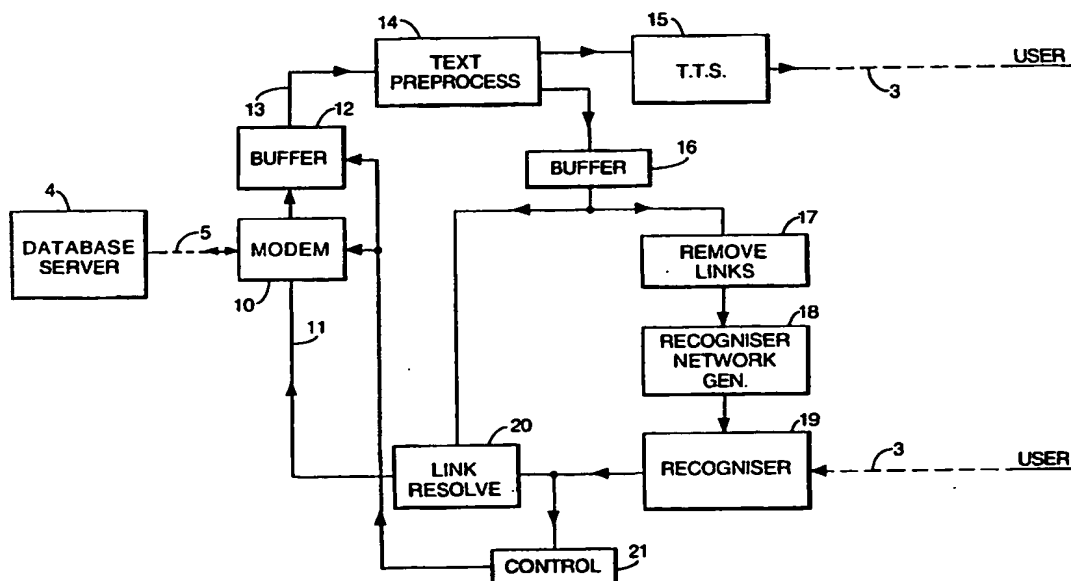 14
TEXT
PREPROCESS
15
T.T.S.
3
USER
13
12
BUFFER
16
BUFFER
4
DATABASE
SERVER
5
MODEM
10
17
REMOVE
LINKS
11
18
RECOGNISER
NETWORK
GEN.
20
LINK
RESOLVE
19
RECOGNISER
3
USER
CONTROL
21